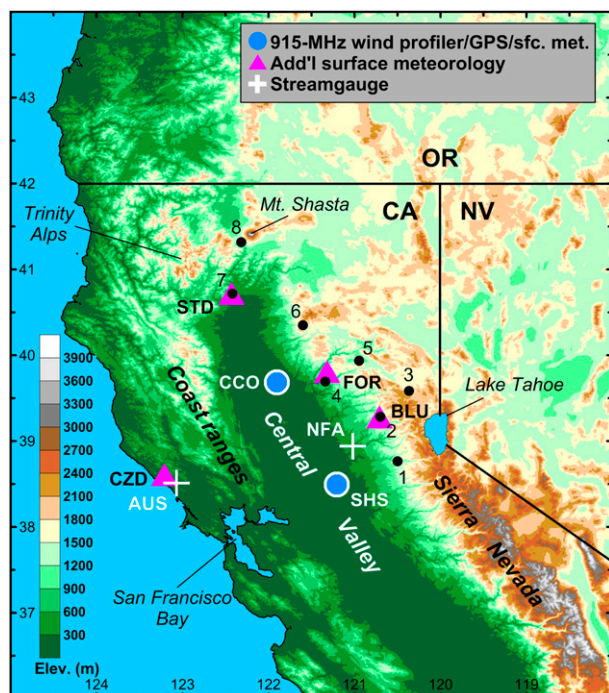 915-MHz wind profiler/GPS/sfc. met.
Add'l surface meteorology
Streamgauge
43
42
41
40
39
38
37
OR
CA
NV
Mt. Shasta
Trinity
Alps
8
7
STD
6
5
3
CCO
FOR
4
BLU
2
Lake Tahoe
NFA
1
Coast ranges
Central
Valley
Sierra
Nevada
CZD
AUS
SHS
San Francisco
Bay
3900
3600
3300
3000
2700
2400
2100
1800
1500
1200
900
600
300
Elev. (m)
124
123
122
121
120
119